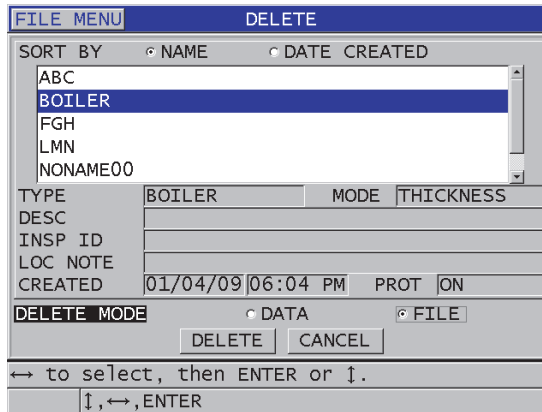 FILE MENU DELETE
SORT BY NAME DATE CREATED
ABC
BOILER
FGH
LMN
NONAME00
TYPE BOILER MODE THICKNESS
DESC
INSP ID
LOC NOTE
CREATED 01/04/09 06:04 PM PROT ON
DELETE MODE DATA FILE
DELETE CANCEL
↔ to select, then ENTER or ↕.
↕,↔,ENTER